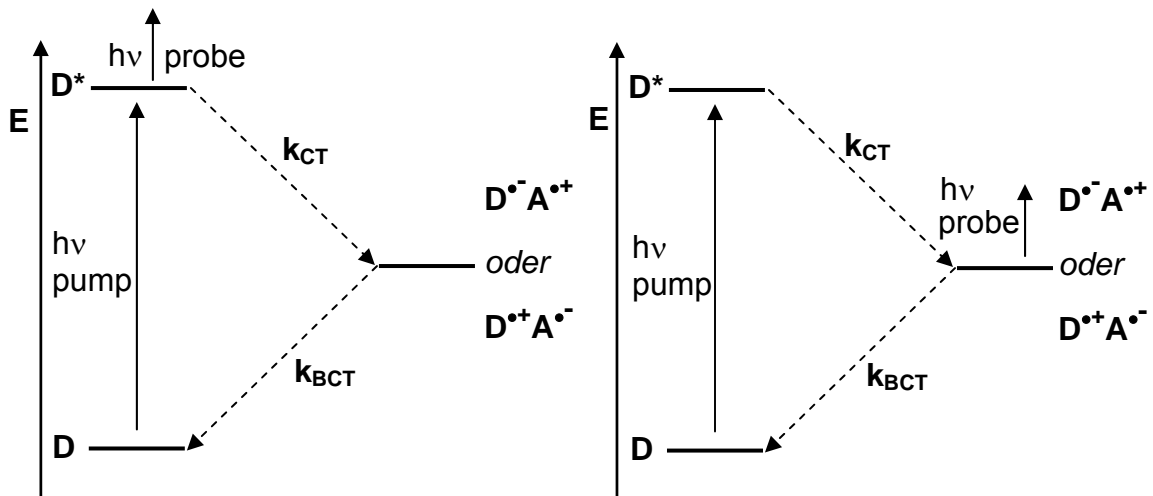 hν probe
D*
E
k_CT
D•⁻A•⁺
hν
pump
oder
D•⁺A•⁻
k_BCT
D
D*
E
k_CT
hν
probe
D•⁻A•⁺
hν
pump
oder
D•⁺A•⁻
k_BCT
D